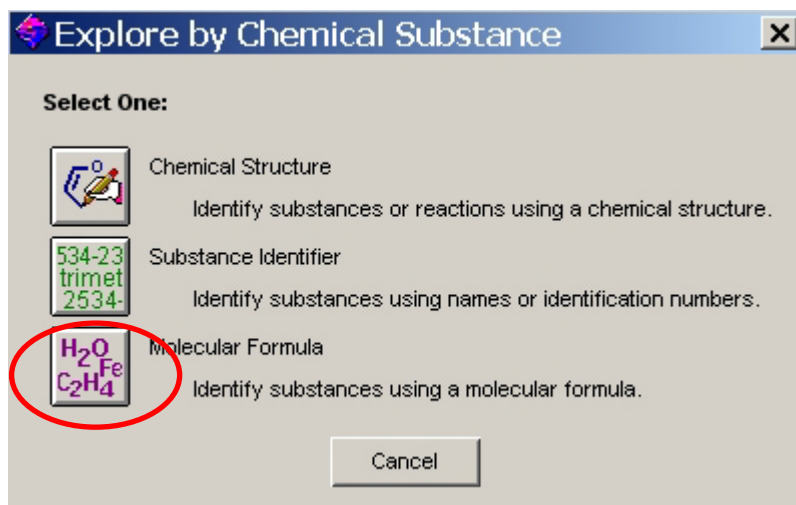 Explore by Chemical Substance
Select One:
Chemical Structure
Identify substances or reactions using a chemical structure.
534-23
trimet
2534-
Substance Identifier
Identify substances using names or identification numbers.
H₂O
Fe
C₂H₄
Molecular Formula
Identify substances using a molecular formula.
Cancel